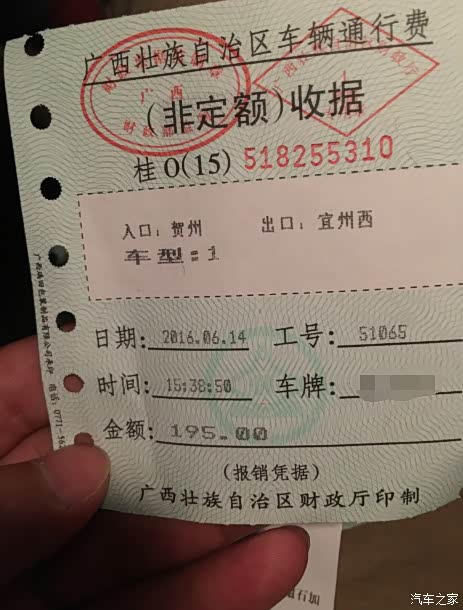 广西壮族自治区车辆通行费
广西
(非定额)收据
桂O(15) 518255310
入口:贺州 出口:宜州西
车型:1
日期:2016.06.14 工号:51065
时间:15:38:50 车牌:
金额:195.00
(报销凭据)
广西壮族自治区财政厅印制
汽车之家